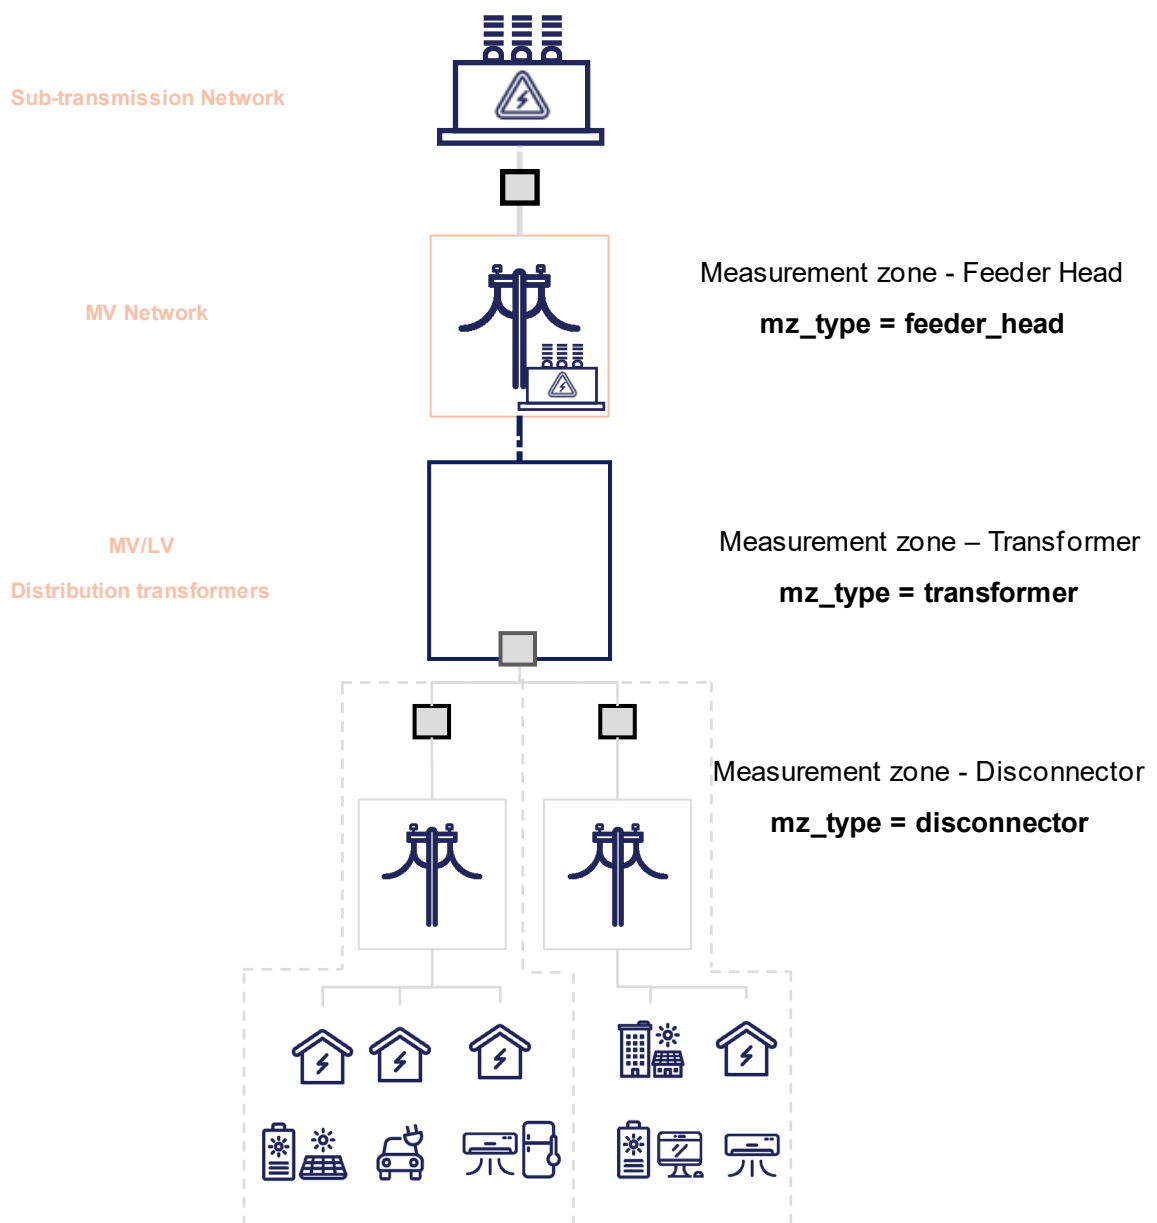 Sub-transmission Network
Measurement zone - Feeder Head
MV Network
mz_type = feeder_head
MV/LV
Distribution transformers
Measurement zone – Transformer
mz_type = transformer
Measurement zone - Disconnector
mz_type = disconnector